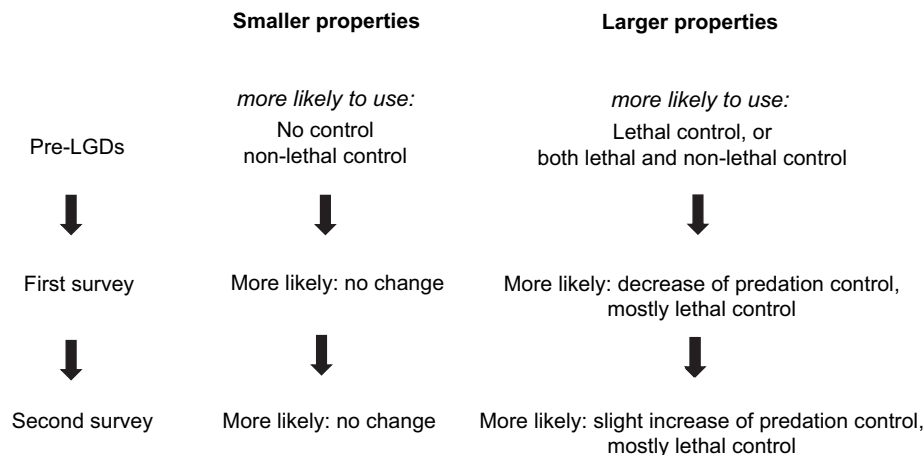 Smaller properties
Larger properties
more likely to use:
No control
non-lethal control
more likely to use:
Lethal control, or
both lethal and non-lethal control
Pre-LGDs
First survey
More likely: no change
More likely: decrease of predation control,
mostly lethal control
Second survey
More likely: no change
More likely: slight increase of predation control,
mostly lethal control